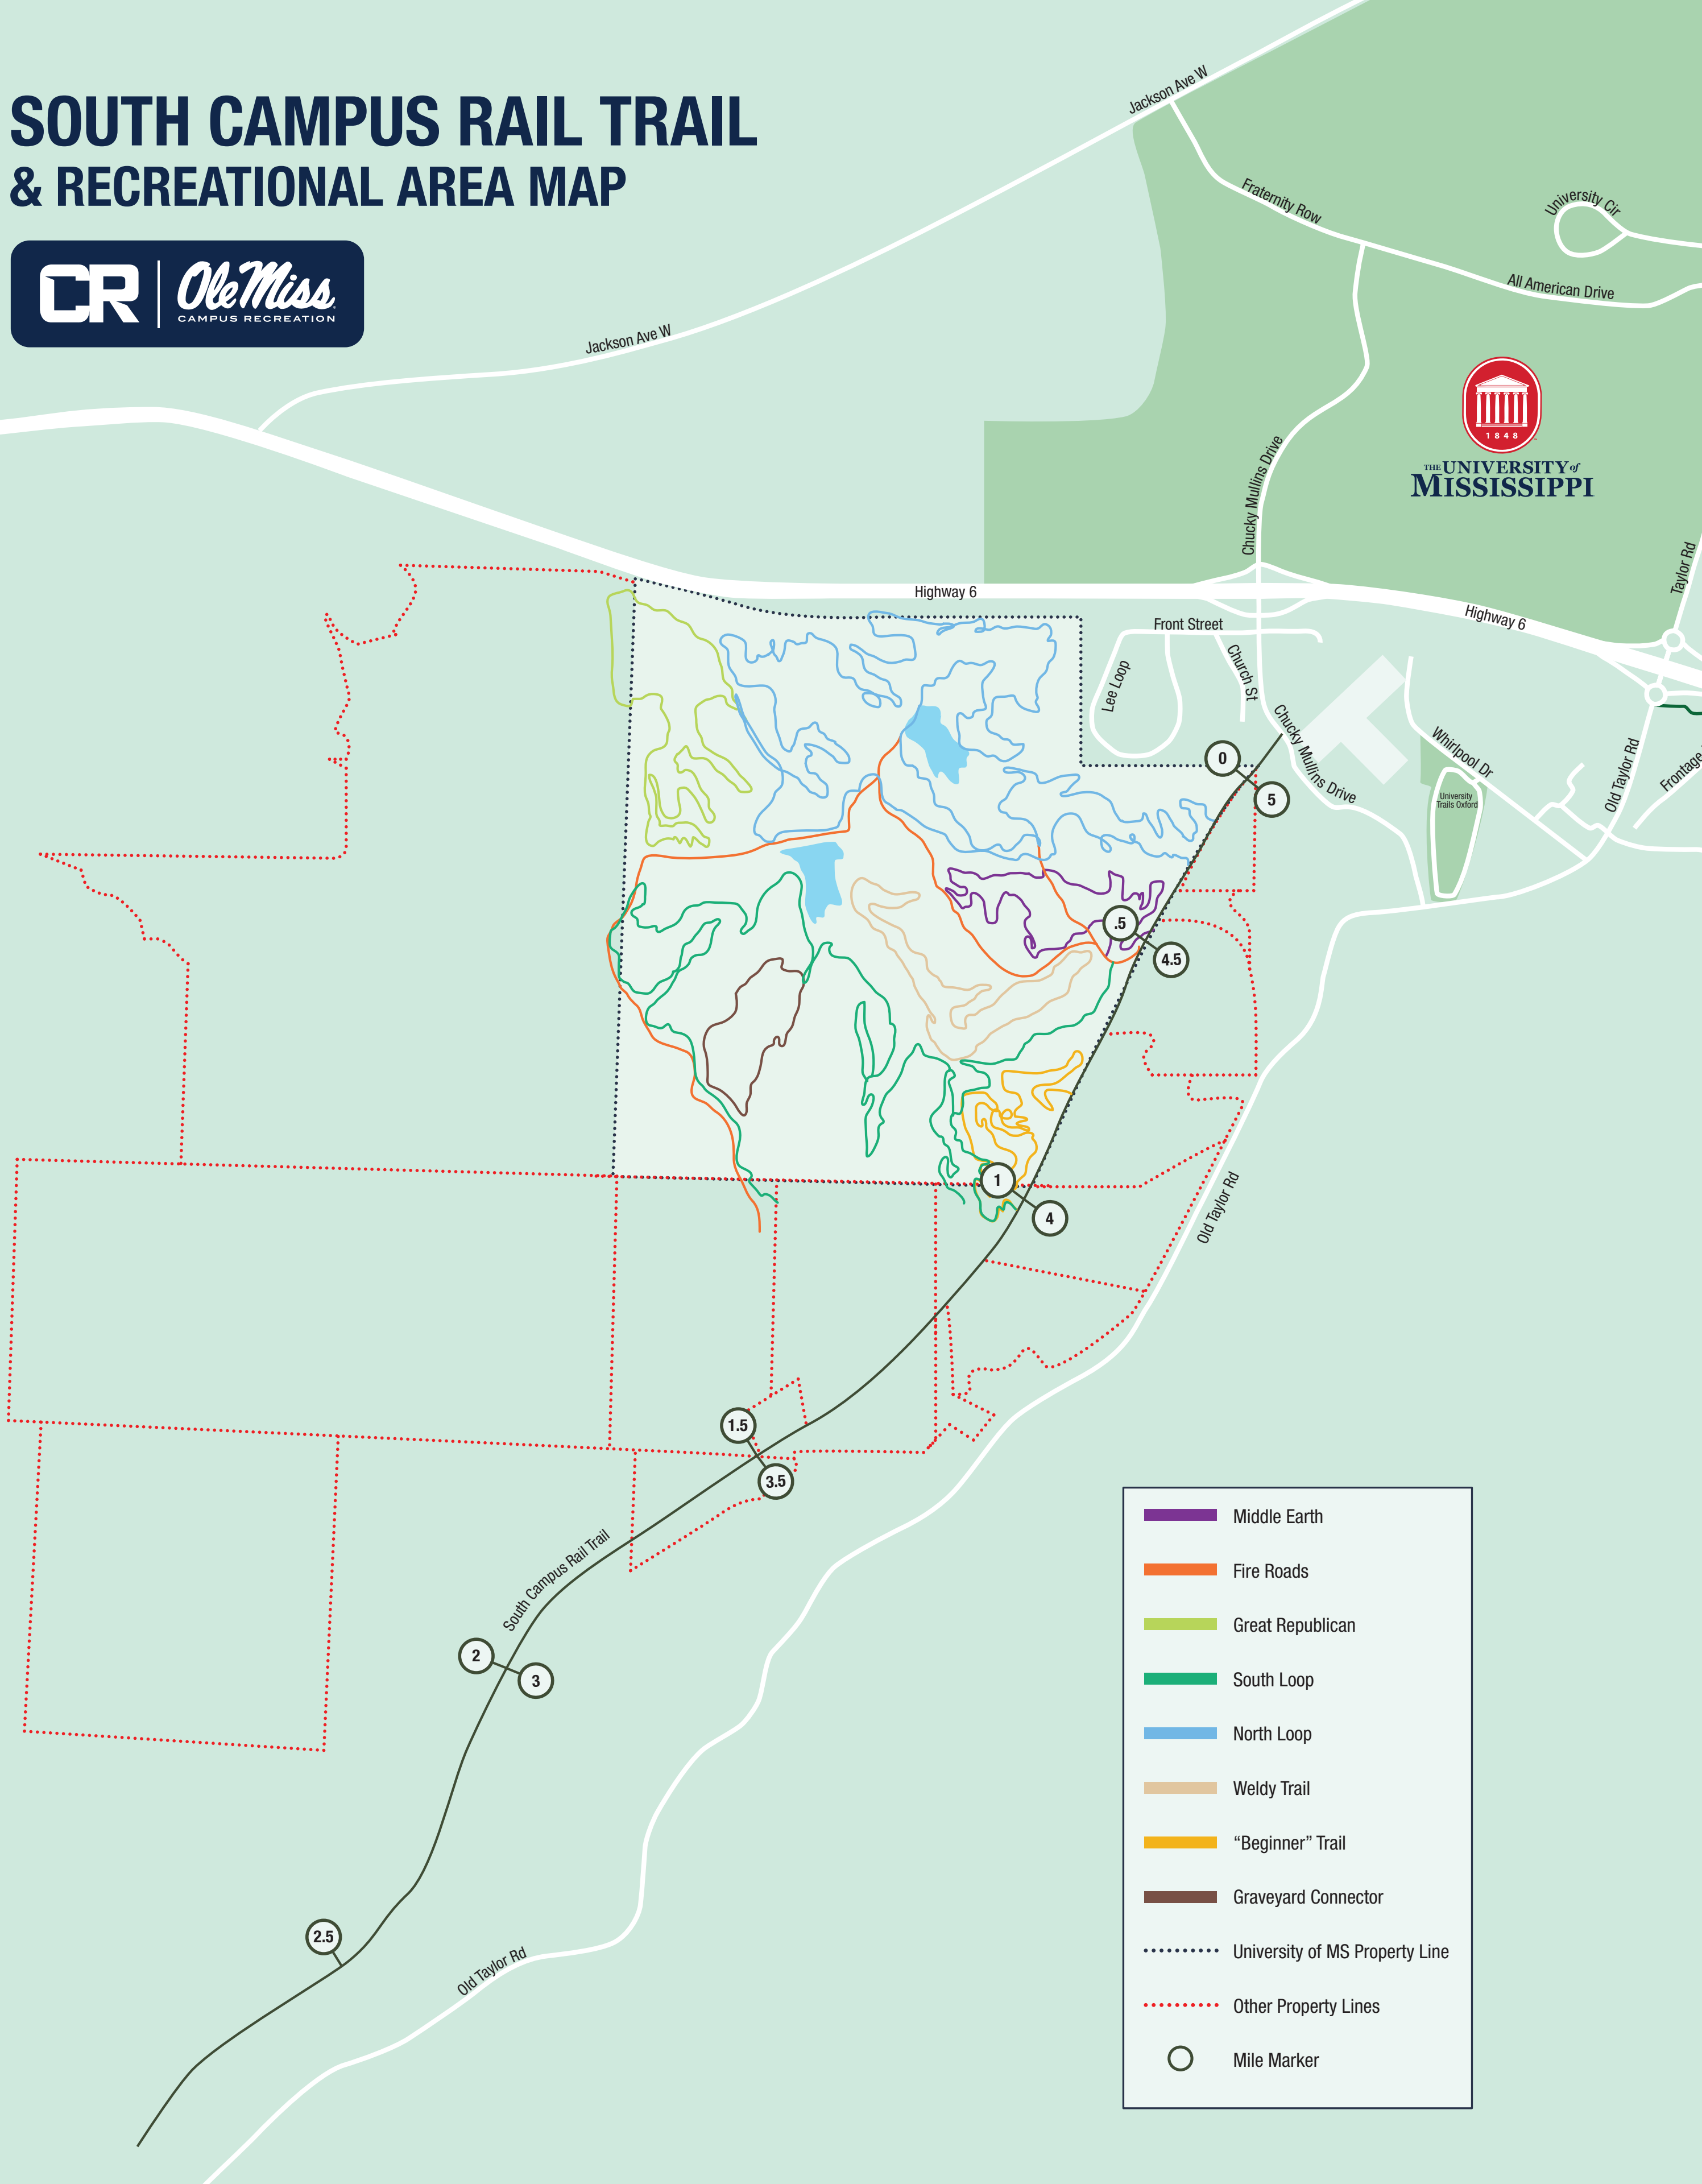 SOUTH CAMPUS RAIL TRAIL
& RECREATIONAL AREA MAP
CR
Ole Miss
CAMPUS RECREATION
Jackson Ave W
Jackson Ave W
Fraternity Row
University Cir
All American Drive
Chucky Mullins Drive
1848
THE UNIVERSITY of
MISSISSIPPI
Taylor Rd
Highway 6
Highway 6
Front Street
Lee Loop
Church St
Chucky Mullins Drive
Whirlpool Dr
University
Trails Oxford
Old Taylor Rd
Frontage
0
5
.5
4.5
1
4
Old Taylor Rd
1.5
3.5
South Campus Rail Trail
2
3
2.5
Old Taylor Rd
Middle Earth
Fire Roads
Great Republican
South Loop
North Loop
Weldy Trail
“Beginner” Trail
Graveyard Connector
University of MS Property Line
Other Property Lines
Mile Marker